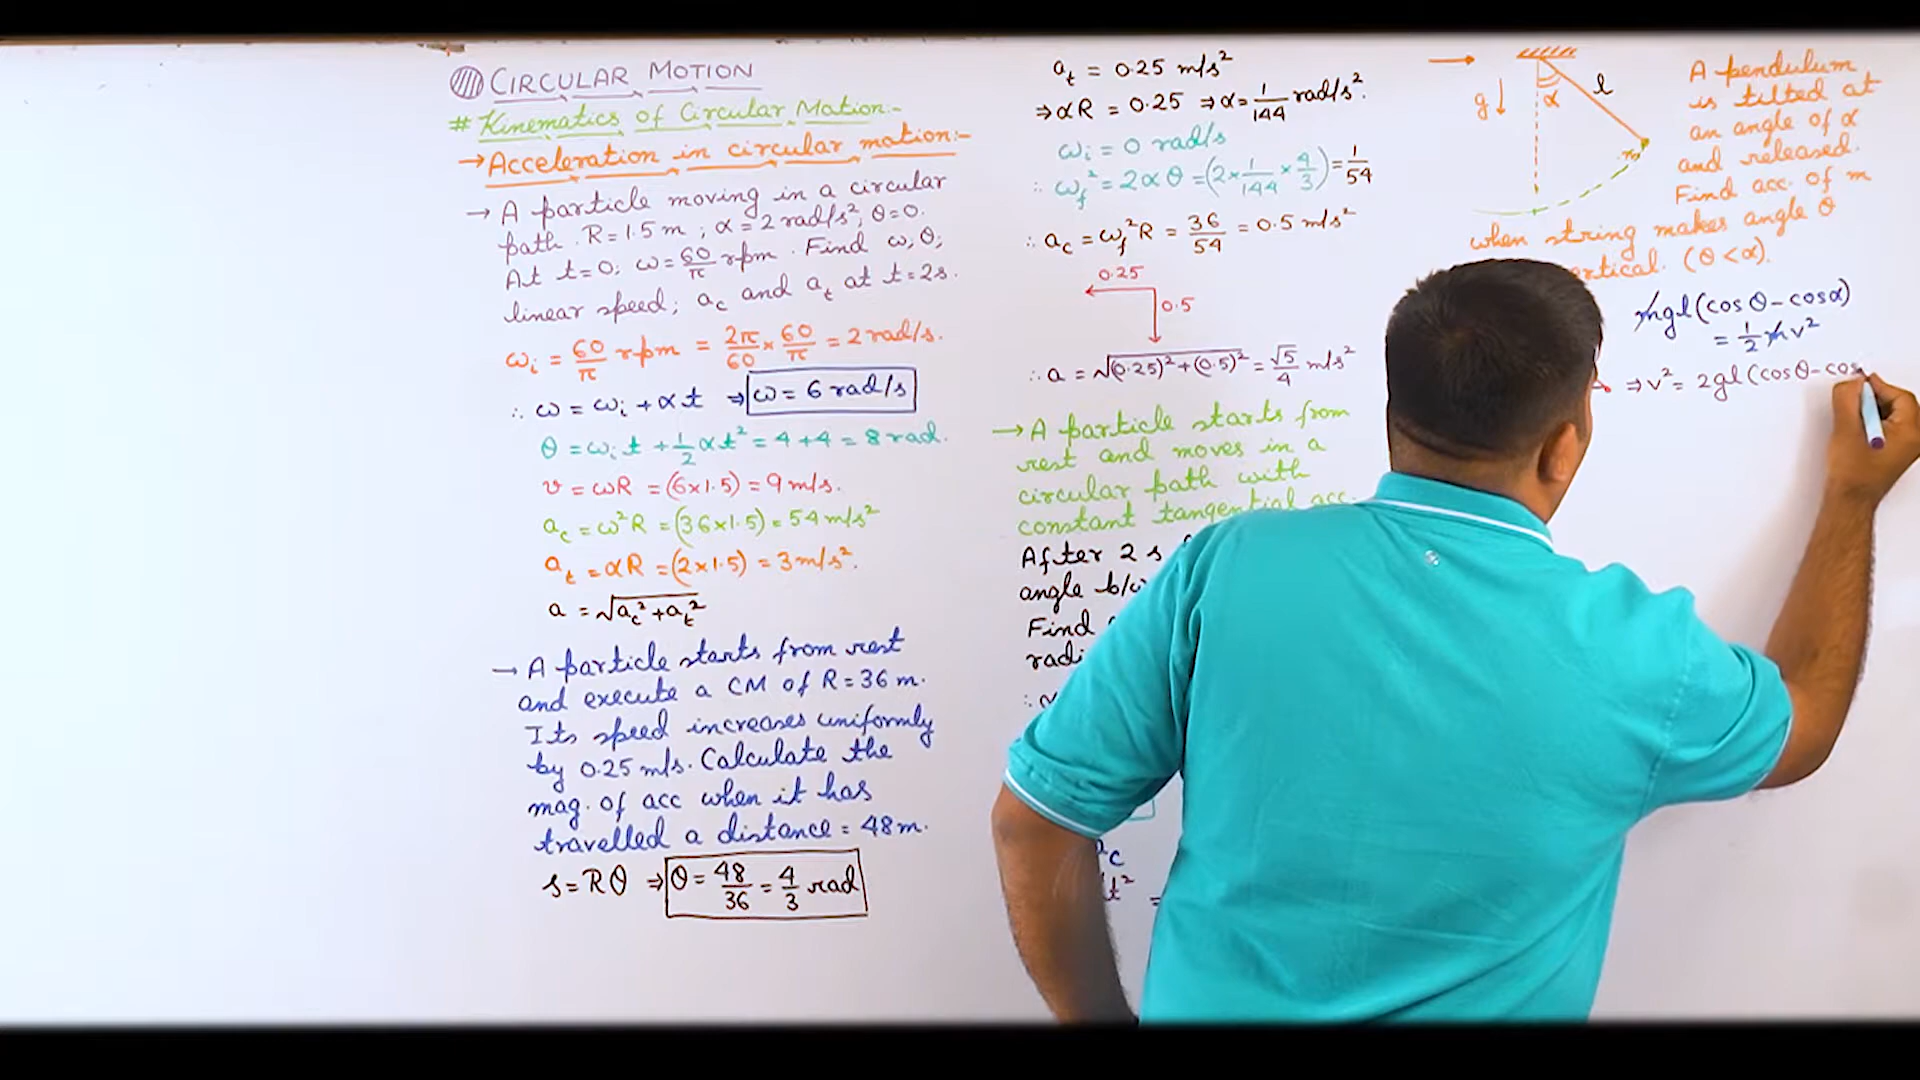 CIRCULAR MOTION
# Kinematics of Circular Mation:-
→ Acceleration in circular motion:-
→ A particle moving in a circular
path. R = 1.5 m ; α = 2 rad/s², θ = 0.
At t = 0; ω = 60/π rpm. Find ω, θ,
linear speed; a_c and a_t at t = 2s.
ω_i = 60/π rpm = 2π/60 × 60/π = 2 rad/s.
∴ ω = ω_i + αt ⇒ ω = 6 rad/s
θ = ω_i t + 1/2 αt² = 4 + 4 = 8 rad.
v = ωR = (6×1.5) = 9 m/s.
a_c = ω²R = (36×1.5) = 54 m/s²
a_t = αR = (2×1.5) = 3 m/s².
a = √(a_c² + a_t²)
→ A particle starts from rest
and execute a CM of R = 36 m.
Its speed increases uniformly
by 0.25 m/s. Calculate the
mag. of acc when it has
travelled a distance = 48 m.
s = Rθ ⇒ θ = 48/36 = 4/3 rad
a_t = 0.25 m/s²
⇒ αR = 0.25 ⇒ α = 1/144 rad/s².
ω_i = 0 rad/s
∴ ω_f² = 2αθ = (2 × 1/144 × 4/3) = 1/54
∴ a_c = ω_f² R = 36/54 = 0.5 m/s²
0.25
0.5
∴ a = √((0.25)² + (0.5)²) = √5/4 m/s²
→ A particle starts from
rest and moves in a
circular path with
constant tangential acc.
After 2 s
angle b/w
Find
g
α
l
m
A pendulum
is tilted at
an angle of α
and released.
Find acc. of m
when string makes angle θ
(θ < α).
mgl(cos θ − cos α)
= 1/2 mv²
⇒ v² = 2gl(cos θ − cos